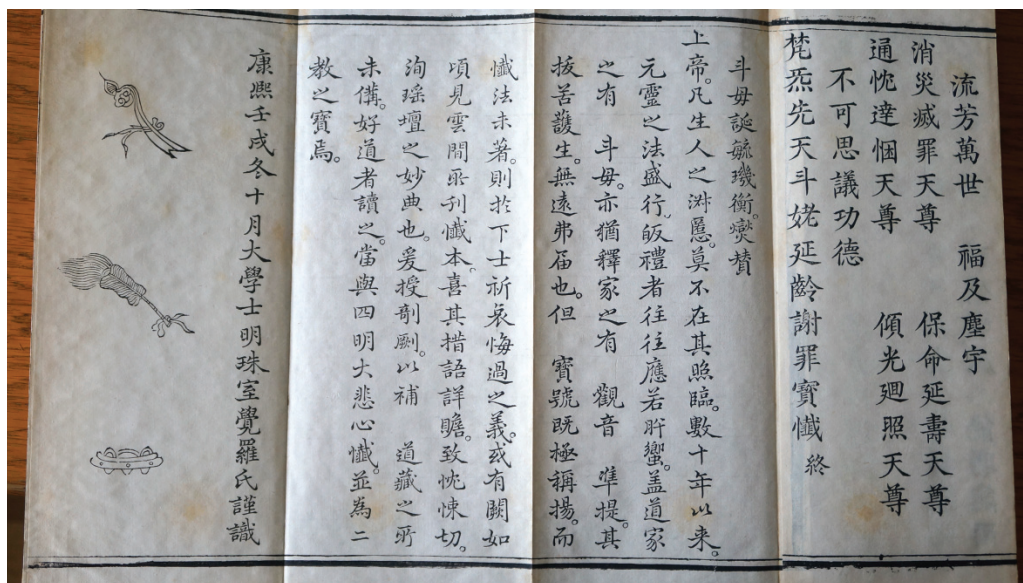 流芳萬世　福及塵宇
消災滅罪天尊　保命延壽天尊
通忱達悃天尊　傾光廻照天尊
不可思議功德
梵炁先天斗姥延齡謝罪寶懺　終
斗母誕毓璣衡。爕贊
上帝。凡生人之淑慝。莫不在其照臨。數十年以来。
元靈之法盛行。皈禮者往往應若肸蠁。盖道家
之有　斗母。亦猶釋家之有　觀音　準提。其
拔苦護生。無遠弗届也。但　寶號既極稱揚。而
懺法未著。則扵下士祈哀悔過之義。或有闕如
頃見雲間所刊懺本。喜其措語詳贍。致忱悚切。
洵瑶壇之妙典也。爰授剞劂。以補　道藏之所
未備。好道者讀之。當與四明大悲心懺並為二
教之寶焉。
康熙壬戌冬十月大學士明珠室覺羅氏謹識